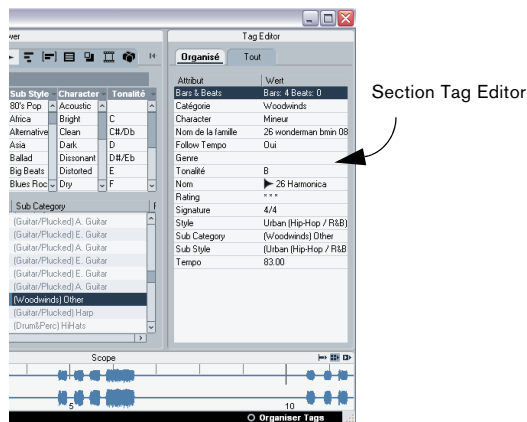 wer
Tag Editor
Organisé Tout
Sub Style Character Tonalité
80's Pop Acoustic
Africa Bright C
Alternative Clean C#/Db
Asia Dark D
Ballad Dissonant D#/Eb
Big Beats Distorted E
Blues Roc Dry F
Sub Category F
(Guitar/Plucked) A. Guitar
(Guitar/Plucked) E. Guitar
(Guitar/Plucked) A. Guitar
(Guitar/Plucked) E. Guitar
(Guitar/Plucked) E. Guitar
(Guitar/Plucked) A. Guitar
(Woodwinds) Other
(Guitar/Plucked) Harp
(Drum&Perc) HiHats
Attribut Wert
Bars & Beats Bars: 4 Beats: 0
Catégorie Woodwinds
Character Mineur
Nom de la famille 26 wonderman bmin 08
Follow Tempo Oui
Genre
Tonalité B
Nom 26 Harmonica
Rating ***
Signature 4/4
Style Urban (Hip-Hop / R&B)
Sub Category (Woodwinds) Other
Sub Style (Urban (Hip-Hop / R&B
Tempo 83.00
Section Tag Editor
Scope
5 10
Organiser Tags